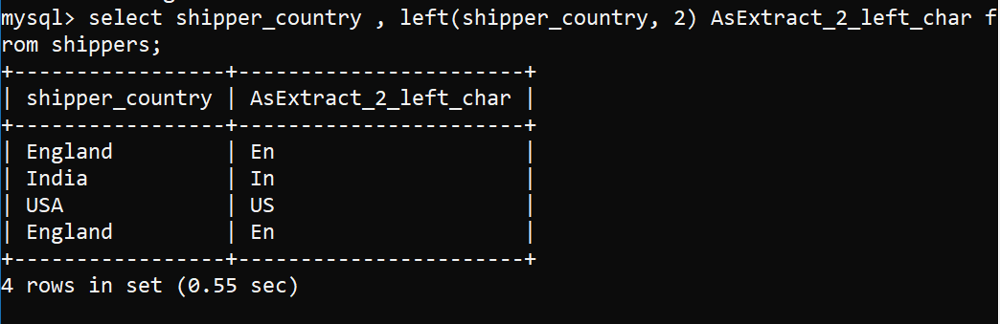 mysql> select shipper_country , left(shipper_country, 2) AsExtract_2_left_char f
rom shippers;
+-----------------+-----------------------+
| shipper_country | AsExtract_2_left_char |
+-----------------+-----------------------+
| England         | En                    |
| India           | In                    |
| USA             | US                    |
| England         | En                    |
+-----------------+-----------------------+
4 rows in set (0.55 sec)